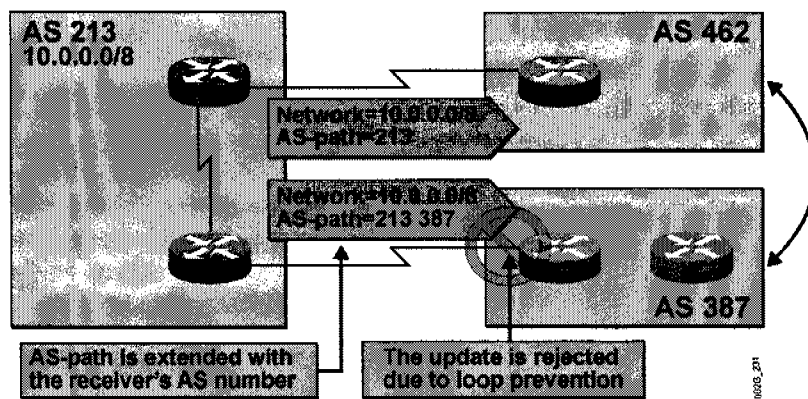 AS 213
10.0.0.0/8
AS 462
Network=10.0.0.0/8
AS-path=213
Network=10.0.0.0/8
AS-path=213 387
AS 387
AS-path is extended with
the receiver's AS number
The update is rejected
due to loop prevention